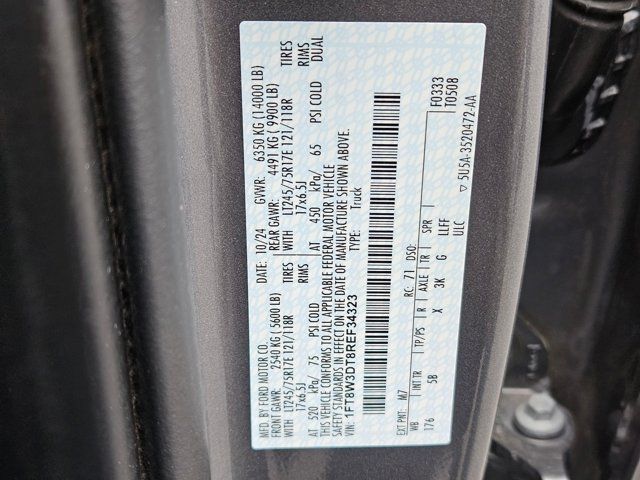 MFD. BY FORD MOTOR CO.
DATE: 10/24 GVWR: 6350 KG (14000 LB)
FRONT GAWR: 2540 KG (5600 LB) REAR GAWR: 4491 KG (9900 LB)
WITH LT245/75R17E 121/118R TIRES WITH LT245/75R17E 121/118R TIRES
17x6.5J RIMS 17x6.5J RIMS
AT 520 kPa/ 75 PSI COLD AT 450 kPa/ 65 PSI COLD DUAL
THIS VEHICLE CONFORMS TO ALL APPLICABLE FEDERAL MOTOR VEHICLE
SAFETY STANDARDS IN EFFECT ON THE DATE OF MANUFACTURE SHOWN ABOVE.
VIN: 1FT8W3DT8REF34323 TYPE: Truck
EXT PNT: M7 RC: 71 DSO: F0333
WB INT TR TP/PS R AXLE TR SPR T0508
176 5B X 3K G LLFF
ULC
▽ 5U5A-3520472-AA